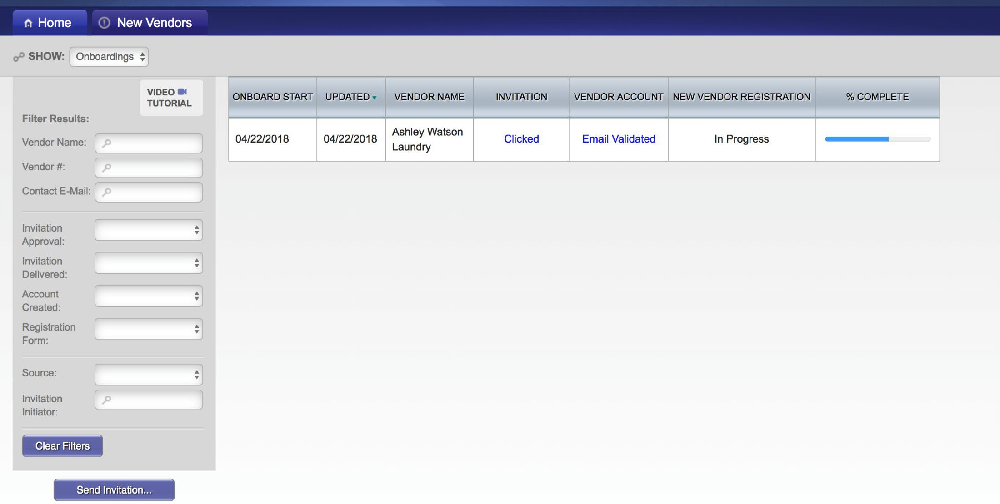 Home
New Vendors
SHOW: Onboardings
VIDEO
TUTORIAL
Filter Results:
Vendor Name:
Vendor #:
Contact E-Mail:
Invitation
Approval:
Invitation
Delivered:
Account
Created:
Registration
Form:
Source:
Invitation
Initiator:
Clear Filters
Send Invitation...
ONBOARD START UPDATED VENDOR NAME INVITATION VENDOR ACCOUNT NEW VENDOR REGISTRATION % COMPLETE
04/22/2018 04/22/2018 Ashley Watson Clicked Email Validated In Progress
Laundry